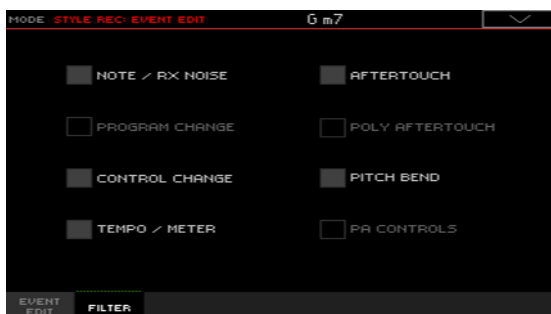 MODE STYLE REC: EVENT EDIT G m7
NOTE / RX NOISE AFTERTOUCH
PROGRAM CHANGE POLY AFTERTOUCH
CONTROL CHANGE PITCH BEND
TEMPO / METER PA CONTROLS
EVENT
EDIT FILTER